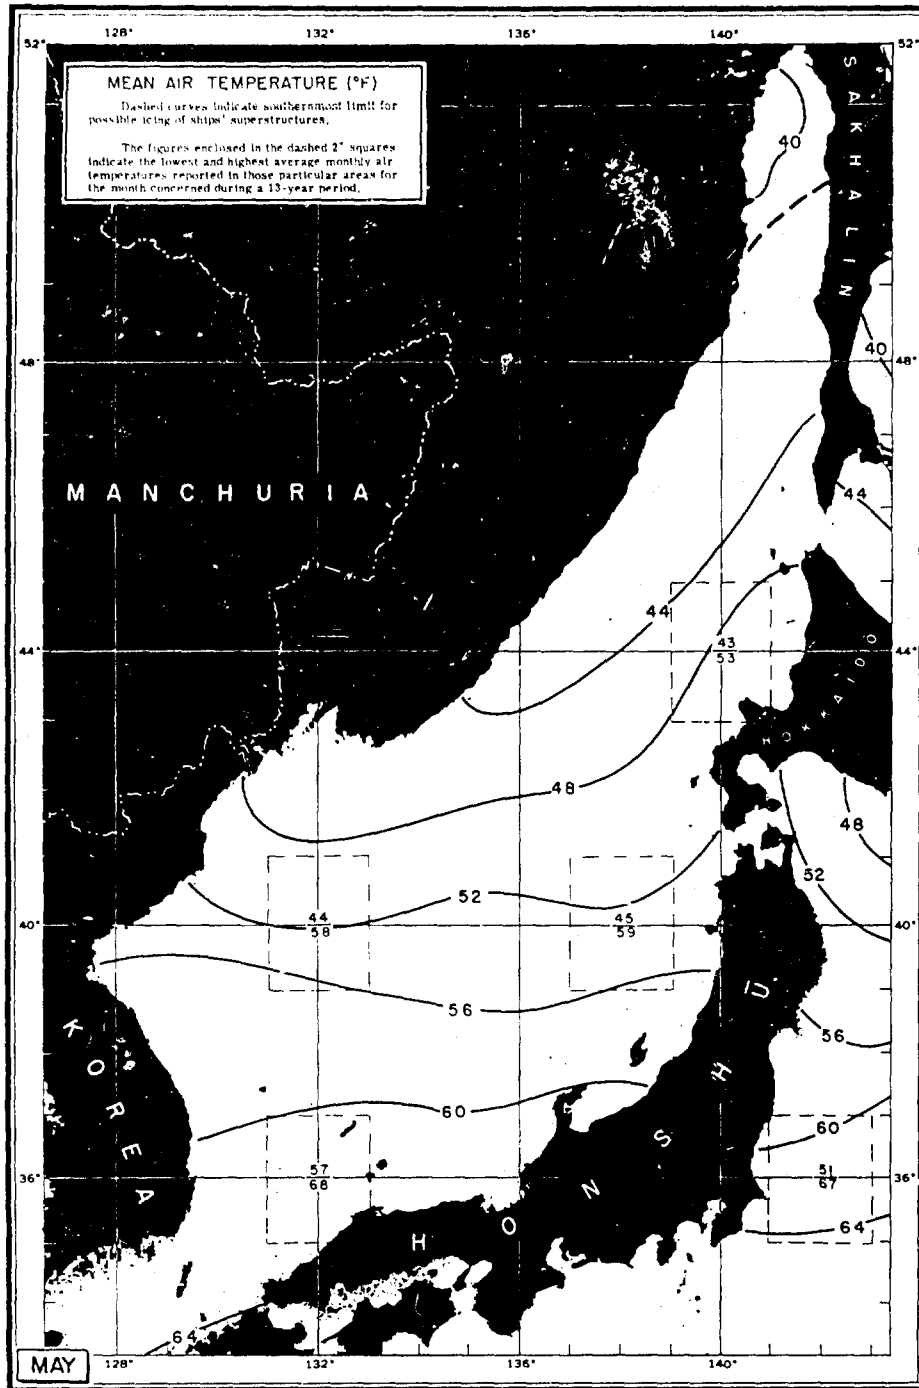 128° 132° 136° 140°
52° 52°
MEAN AIR TEMPERATURE (°F)
Dashed curves indicate southernmost limit for
possible icing of ships' superstructures.
The figures enclosed in the dashed 2° squares
indicate the lowest and highest average monthly air
temperatures reported in those particular areas for
the month concerned during a 13-year period.
SAKHALIN
40
48° 40 48°
MANCHURIA
44
44
44° 43 44°
53
HOKKAIDO
48
48
52
52
40° 44 45 40°
58 59
56
56
KOREA
HONSHŪ
60
60
36° 57 51 36°
68 67
64
64
MAY
128° 132° 136° 140°